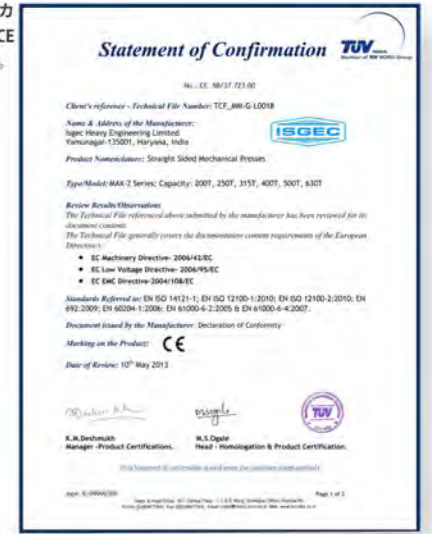 力
CE
Statement of Confirmation
TÜV
Member of TÜV NORD Group
Client's reference - Technical File Number: TCF_MM-G-L0018
Name & Address of the Manufacturer:
Isgec Heavy Engineering Limited
Yamunagar-135001, Haryana, India
ISGEC
Product Nomenclature: Straight Sided Mechanical Presses
Type/Model: MAX-2 Series; Capacity: 200T, 250T, 315T, 400T, 500T, 630T
Review Results/Observations
The Technical File referenced above submitted by the manufacturer has been reviewed for its
document contents.
The Technical File generally covers the documentation content requirements of the European
Directive/s
• EC Machinery Directive- 2006/42/EC
• EC Low Voltage Directive- 2006/95/EC
• EC EMC Directive-2004/108/EC
Standards Referred to: EN ISO 14121-1; EN ISO 12100-1:2010; EN ISO 12100-2:2010; EN
692:2009; EN 60204-1:2006; EN 61000-6-2:2005 & EN 61000-6-4:2007.
Document issued by the Manufacturer: Declaration of Conformity
Marking on the Product: CE
Date of Review: 10th May 2013
TÜV
K.M.Deshmukh
Manager -Product Certifications.
M.S.Ogale
Head - Homologation & Product Certification.
Page 1 of 2